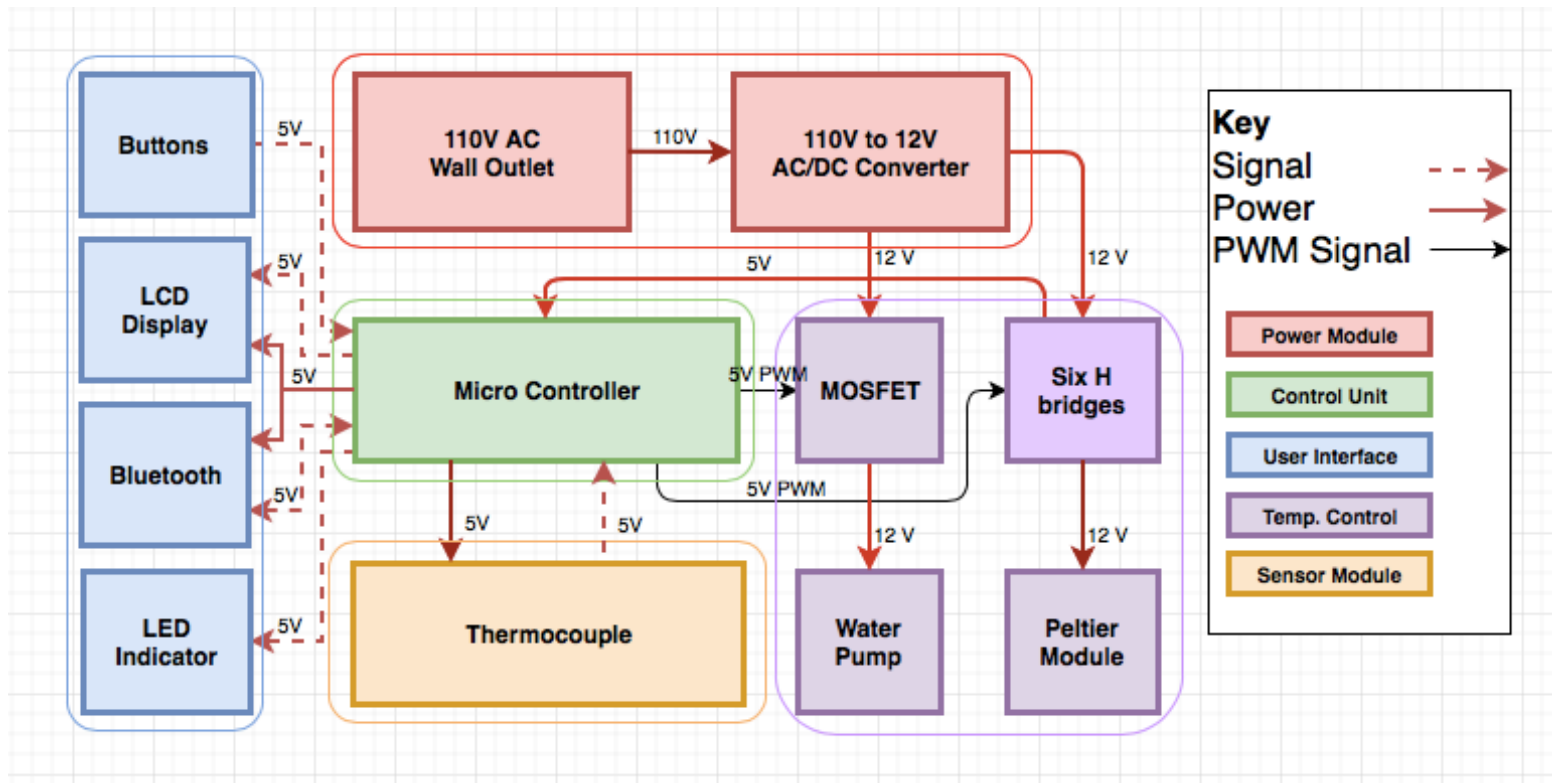 Buttons
5V
110V AC
Wall Outlet
110V
110V to 12V
AC/DC Converter
Key
Signal
Power
PWM Signal
LCD
Display
5V
5V
12 V
12 V
5V
Micro Controller
5V PWM
MOSFET
Six H
bridges
Bluetooth
5V
5V PWM
5V
5V
12 V
12 V
LED
Indicator
5V
Thermocouple
Water
Pump
Peltier
Module
Power Module
Control Unit
User Interface
Temp. Control
Sensor Module